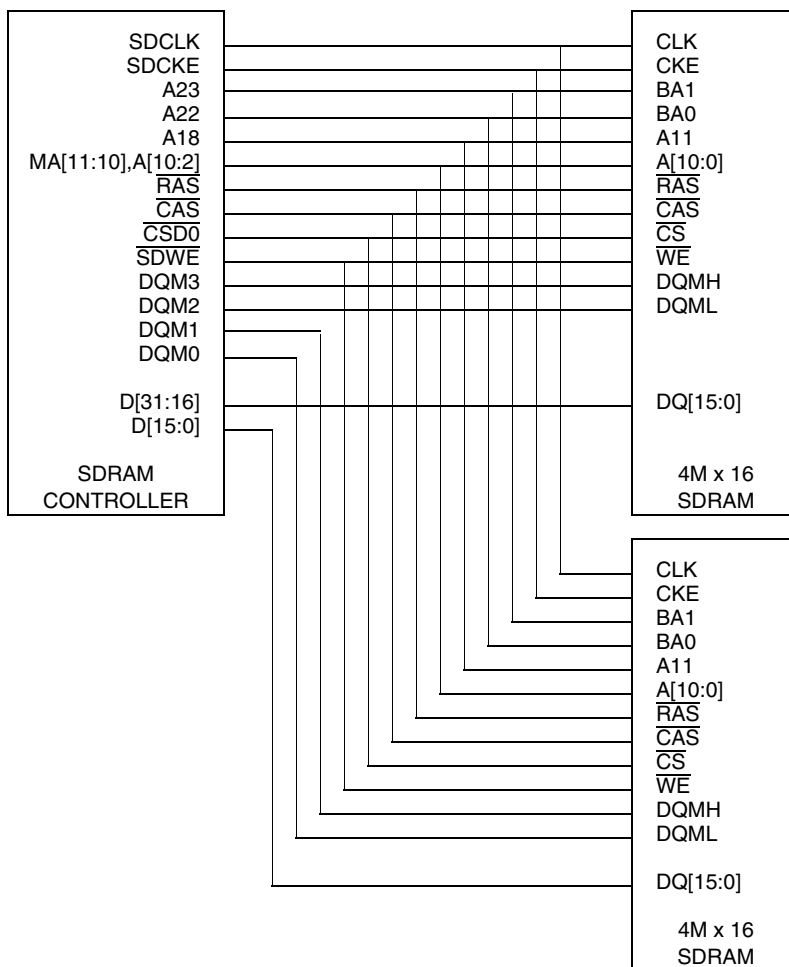 SDCLK
SDCKE
A23
A22
A18
MA[11:10],A[10:2]
RAS
CAS
CSD0
SDWE
DQM3
DQM2
DQM1
DQM0
D[31:16]
D[15:0]
SDRAM
CONTROLLER
CLK
CKE
BA1
BA0
A11
A[10:0]
RAS
CAS
CS
WE
DQMH
DQML
DQ[15:0]
4M x 16
SDRAM
CLK
CKE
BA1
BA0
A11
A[10:0]
RAS
CAS
CS
WE
DQMH
DQML
DQ[15:0]
4M x 16
SDRAM